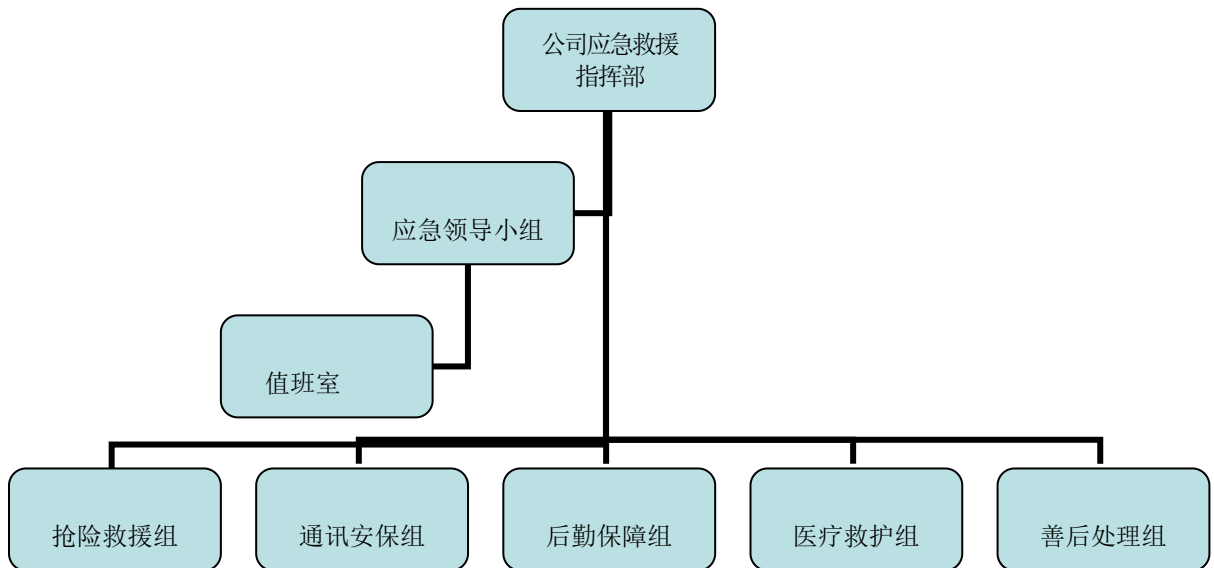 公司应急救援
指挥部
应急领导小组
值班室
抢险救援组
通讯安保组
后勤保障组
医疗救护组
善后处理组